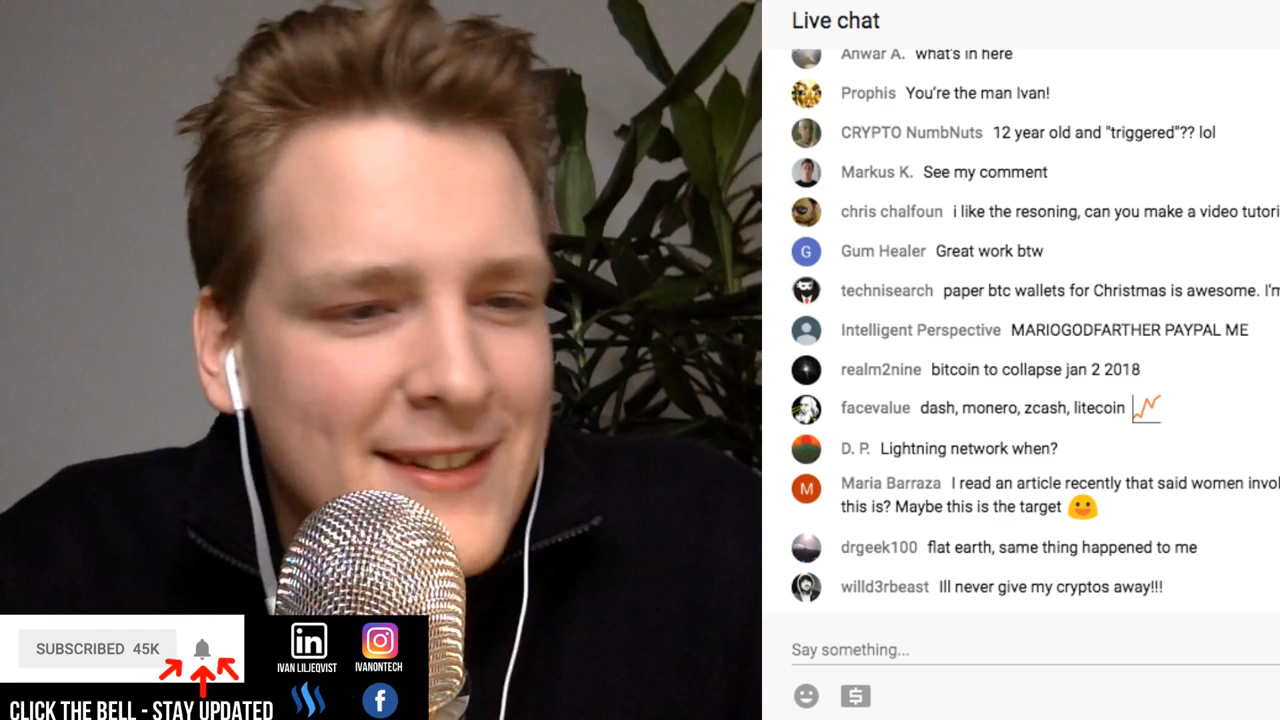 Live chat
Anwar A. what's in here
Prophis You're the man Ivan!
CRYPTO NumbNuts 12 year old and "triggered"?? lol
Markus K. See my comment
chris chalfoun i like the resoning, can you make a video tutori
Gum Healer Great work btw
G
technisearch paper btc wallets for Christmas is awesome. I'm
Intelligent Perspective MARIOGODFARTHER PAYPAL ME
realm2nine bitcoin to collapse jan 2 2018
facevalue dash, monero, zcash, litecoin
D. P. Lightning network when?
M
Maria Barraza I read an article recently that said women invol
this is? Maybe this is the target
drgeek100 flat earth, same thing happened to me
willd3rbeast Ill never give my cryptos away!!!
Say something...
SUBSCRIBED 45K
CLICK THE BELL - STAY UPDATED
in
IVAN LILJEQVIST
IVANONTECH
f